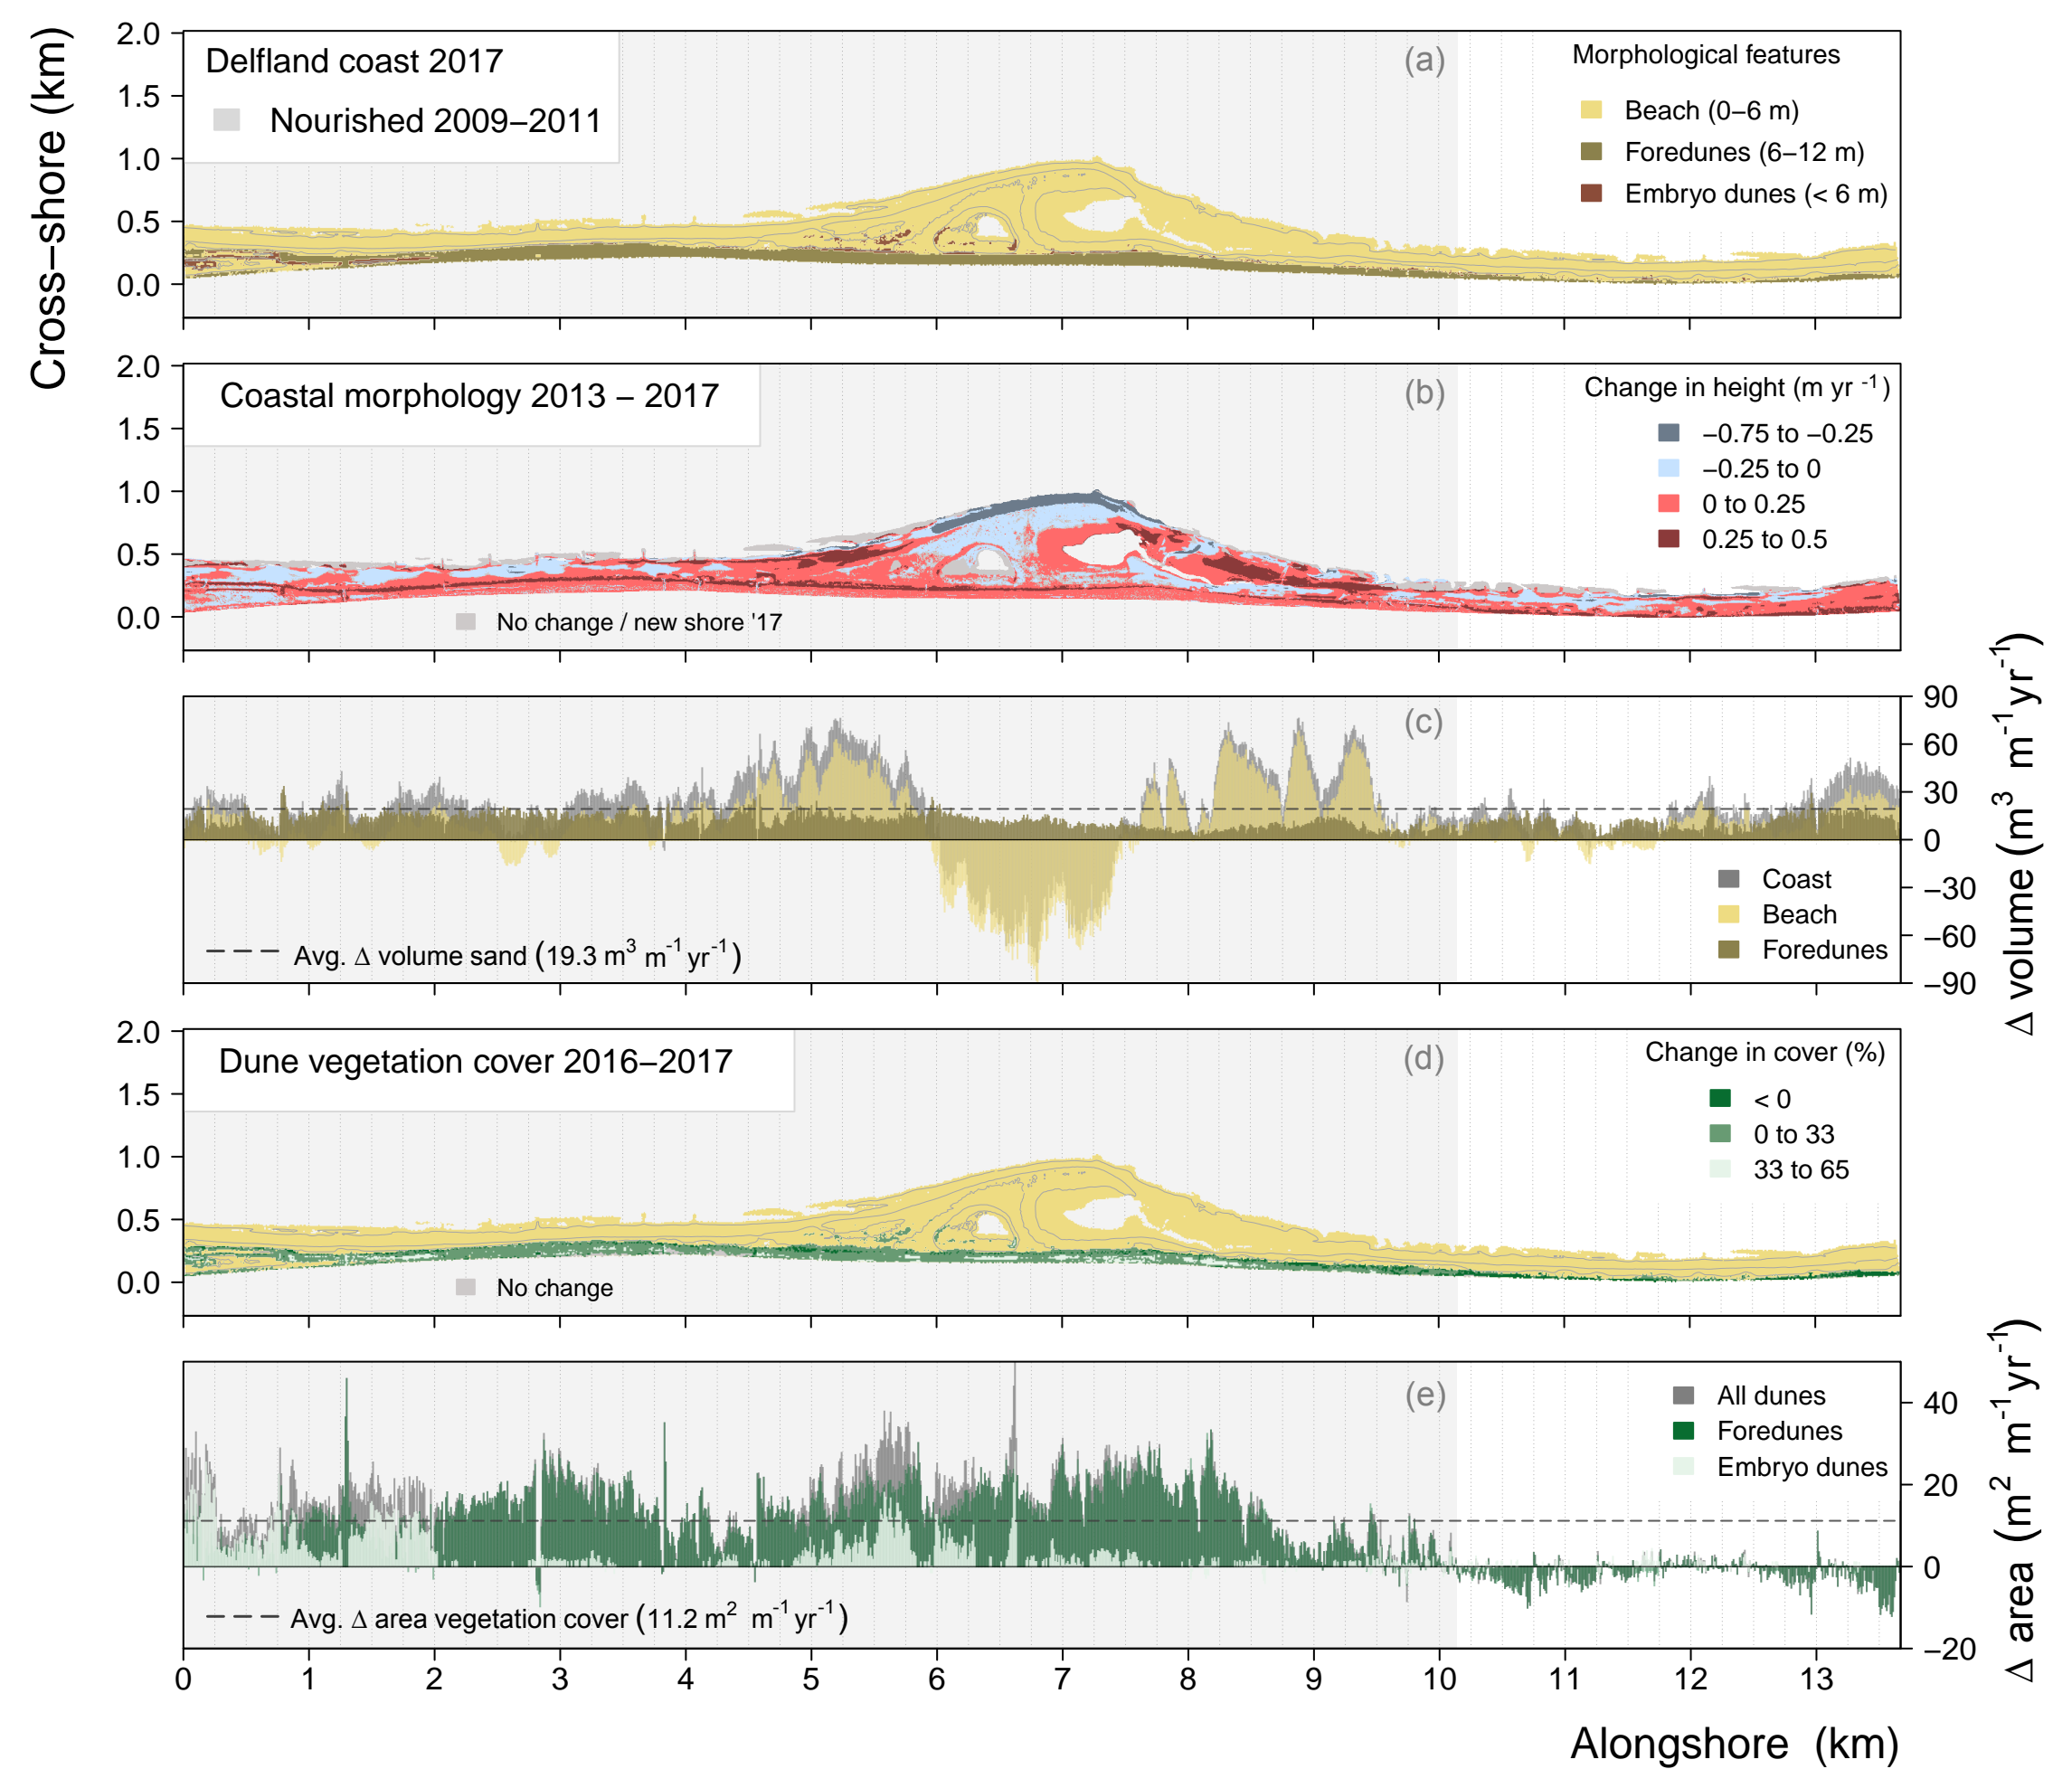 Cross–shore (km)
2.0
1.5
1.0
0.5
0.0
Delfland coast 2017
Nourished 2009–2011
(a)
Morphological features
Beach (0–6 m)
Foredunes (6–12 m)
Embryo dunes (< 6 m)
2.0
1.5
1.0
0.5
0.0
Coastal morphology 2013 – 2017
(b)
Change in height (m yr -1)
–0.75 to –0.25
–0.25 to 0
0 to 0.25
0.25 to 0.5
No change / new shore '17
(c)
90
60
30
0
–30
–60
–90
Δ volume (m3 m-1 yr-1)
Coast
Beach
Foredunes
Avg. Δ volume sand (19.3 m3 m-1 yr-1)
2.0
1.5
1.0
0.5
0.0
Dune vegetation cover 2016–2017
(d)
Change in cover (%)
< 0
0 to 33
33 to 65
No change
(e)
All dunes
Foredunes
Embryo dunes
40
20
0
–20
Δ area (m2 m-1 yr-1)
Avg. Δ area vegetation cover (11.2 m2 m-1 yr-1)
0 1 2 3 4 5 6 7 8 9 10 11 12 13
Alongshore (km)